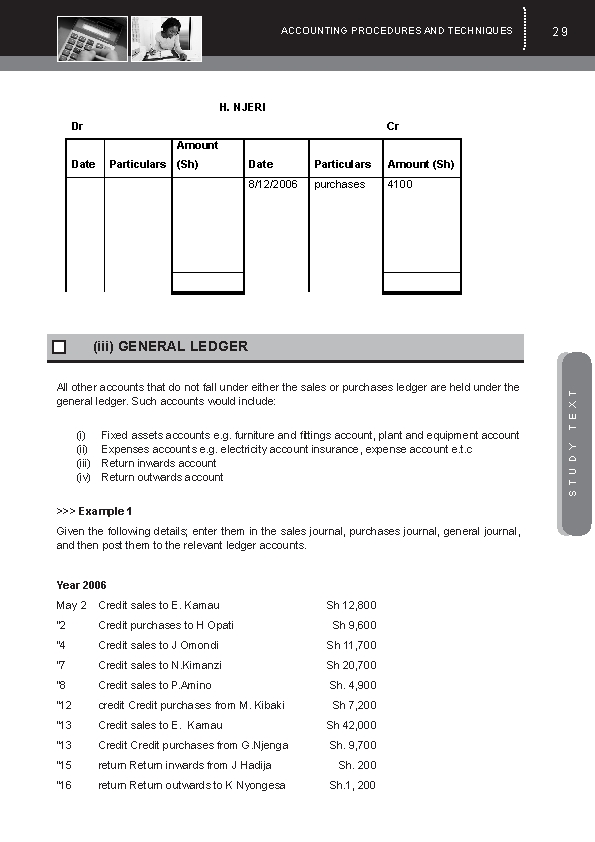 ACCOUNTING PROCEDURES AND TECHNIQUES 29
H. NJERI
Dr Cr
Date Particulars Amount (Sh) Date Particulars Amount (Sh)
8/12/2006 purchases 4100
(iii) GENERAL LEDGER
All other accounts that do not fall under either the sales or purchases ledger are held under the
general ledger. Such accounts would include:
(i) Fixed assets accounts e.g. furniture and fittings account, plant and equipment account
(ii) Expenses accounts e.g. electricity account insurance, expense account e.t.c
(iii) Return inwards account
(iv) Return outwards account
>>> Example 1
Given the following details; enter them in the sales journal, purchases journal, general journal,
and then post them to the relevant ledger accounts.
Year 2006
May 2 Credit sales to E. Kamau Sh 12,800
"2 Credit purchases to H Opati Sh 9,600
"4 Credit sales to J Omondi Sh 11,700
"7 Credit sales to N.Kimanzi Sh 20,700
"8 Credit sales to P.Amino Sh. 4,900
"12 credit Credit purchases from M. Kibaki Sh 7,200
"13 Credit sales to E. Kamau Sh 42,000
"13 Credit Credit purchases from G.Njenga Sh. 9,700
"15 return Return inwards from J Hadija Sh. 200
"16 return Return outwards to K Nyongesa Sh.1, 200
STUDY TEXT